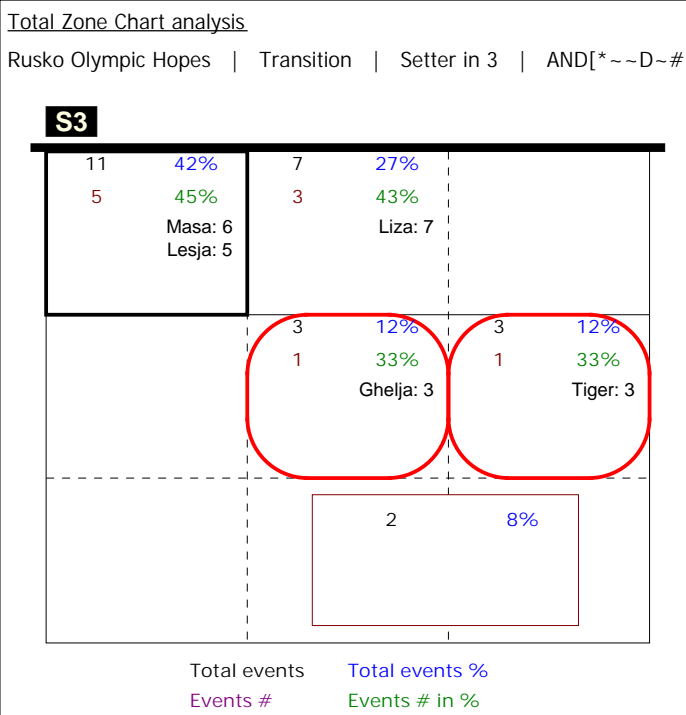 Total Zone Chart analysis
Rusko Olympic Hopes | Transition | Setter in 3 | AND[*~~D~#
S3
11 42% 7 27%
5 45% 3 43%
Masa: 6 Liza: 7
Lesja: 5
3 12% 3 12%
1 33% 1 33%
Ghelja: 3 Tiger: 3
2 8%
Total events Total events %
Events # Events # in %